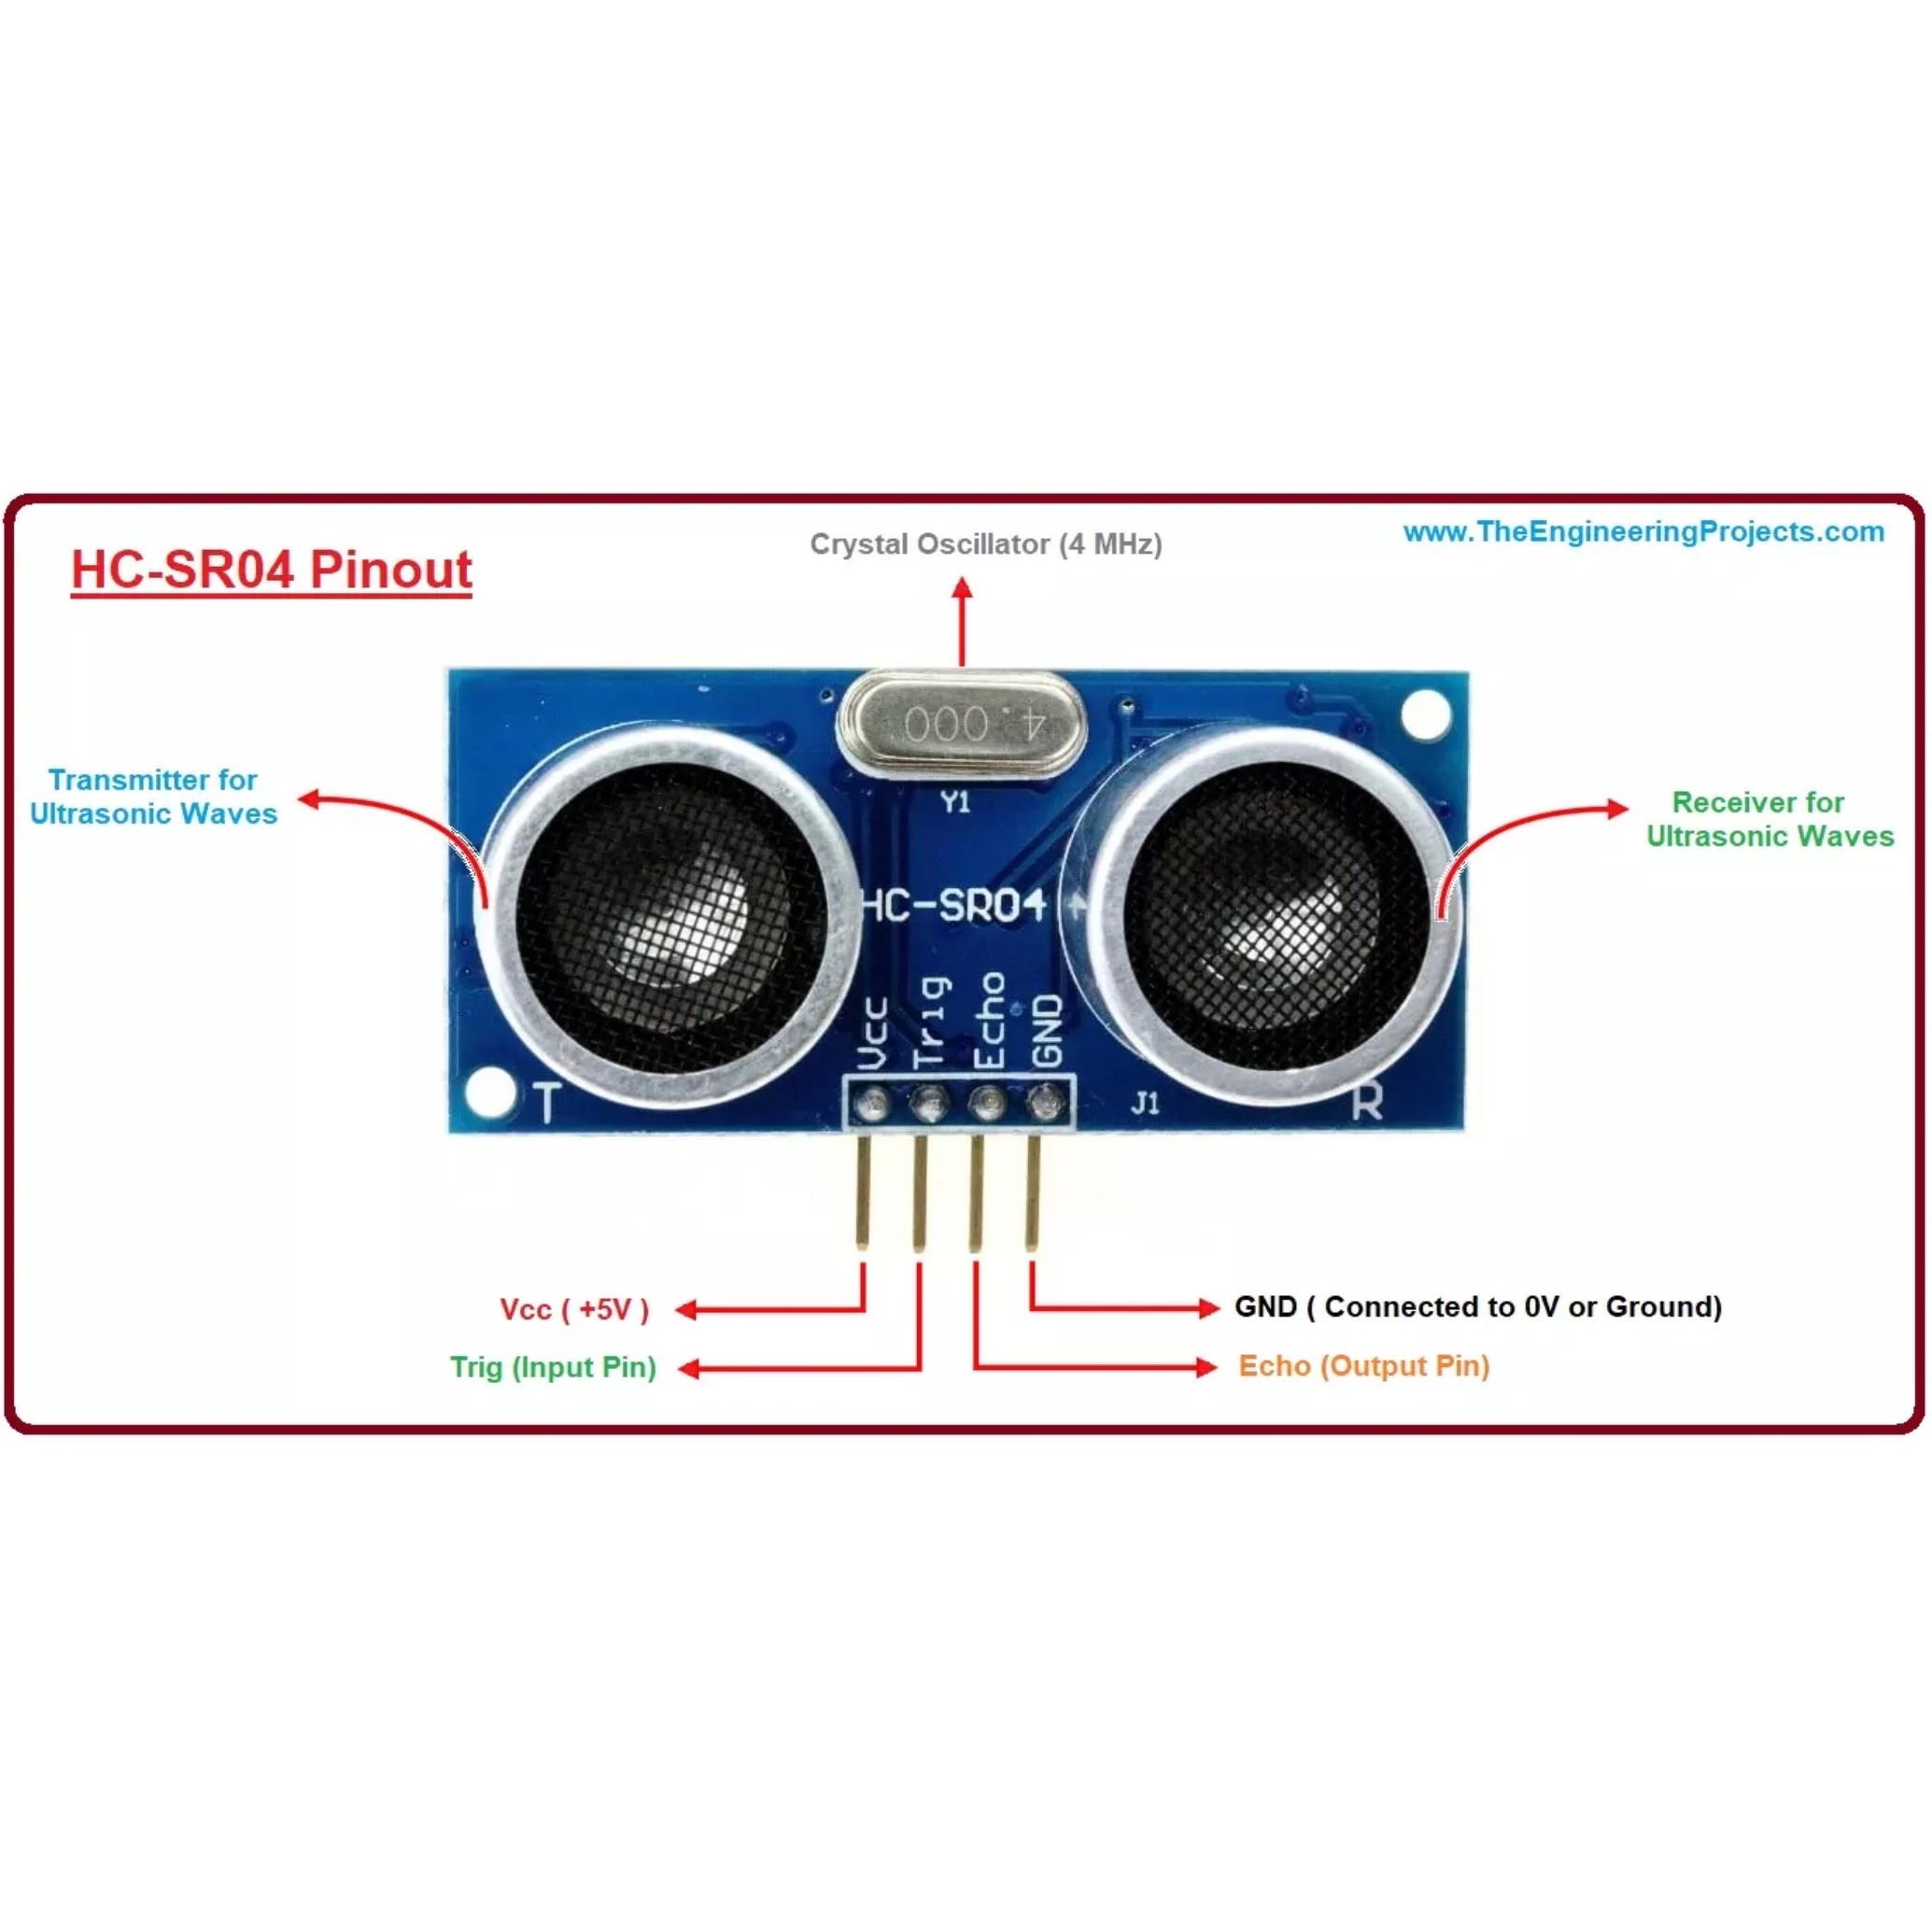 HC-SR04 Pinout
Crystal Oscillator (4 MHz)
www.TheEngineeringProjects.com
4.000
Transmitter for
Ultrasonic Waves
Receiver for
Ultrasonic Waves
Y1
HC-SR04
Vcc
Trig
Echo
GND
T
J1
R
Vcc ( +5V )
GND ( Connected to 0V or Ground)
Trig (Input Pin)
Echo (Output Pin)